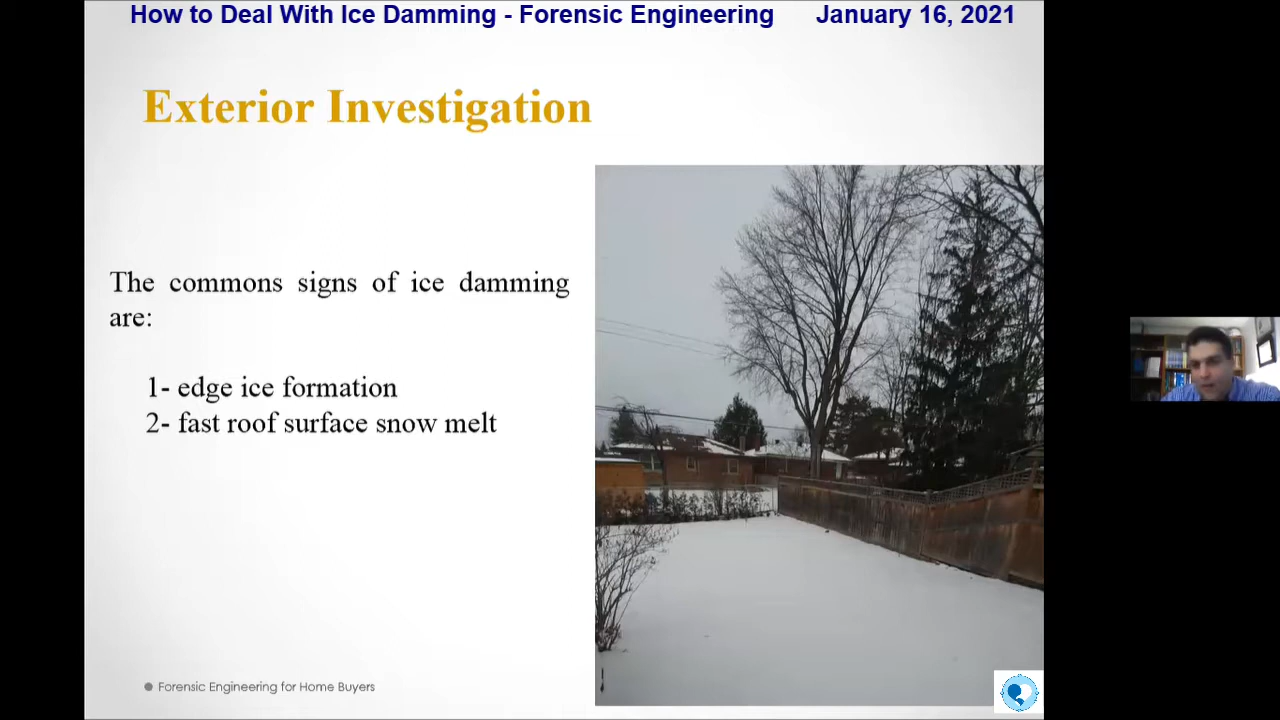 How to Deal With Ice Damming - Forensic Engineering January 16, 2021
Exterior Investigation
The commons signs of ice damming
are:
1- edge ice formation
2- fast roof surface snow melt
Forensic Engineering for Home Buyers